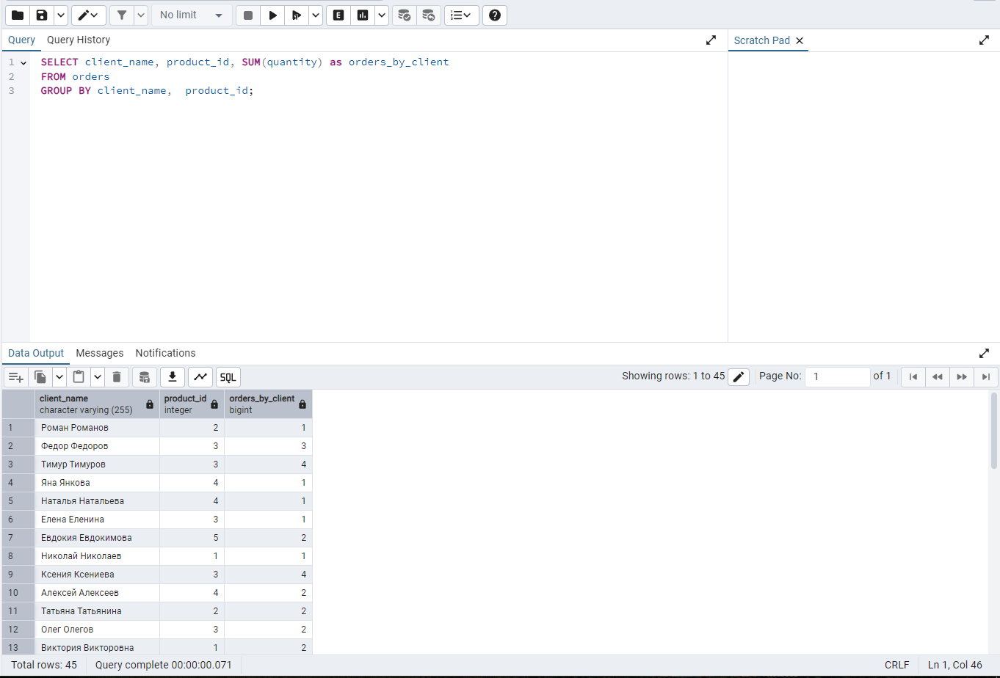 No limit
E
Query Query History
Scratch Pad
1 SELECT client_name, product_id, SUM(quantity) as orders_by_client
2 FROM orders
3 GROUP BY client_name,  product_id;
Data Output Messages Notifications
SQL
Showing rows: 1 to 45 Page No: 1 of 1
client_name product_id orders_by_client
character varying (255) integer bigint
1 Роман Романов 2 1
2 Федор Федоров 3 3
3 Тимур Тимуров 3 4
4 Яна Янкова 4 1
5 Наталья Натальева 4 1
6 Елена Еленина 3 1
7 Евдокия Евдокимова 5 2
8 Николай Николаев 1 1
9 Ксения Ксениева 3 4
10 Алексей Алексеев 4 2
11 Татьяна Татьянина 2 2
12 Олег Олегов 3 2
13 Виктория Викторовна 1 2
Total rows: 45 Query complete 00:00:00.071 CRLF Ln 1, Col 46